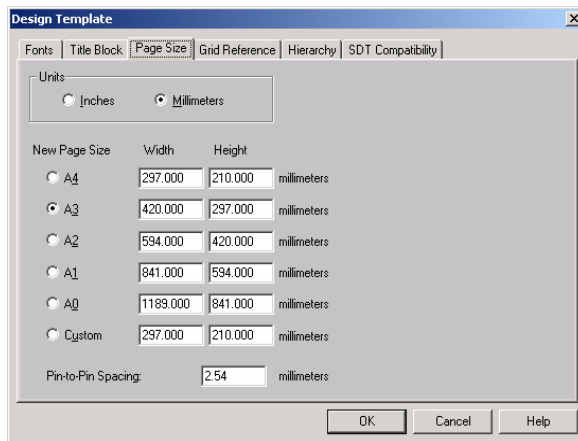 Design Template
Fonts Title Block Page Size Grid Reference Hierarchy SDT Compatibility
Units
Inches Millimeters
New Page Size Width Height
A4 297.000 210.000 millimeters
A3 420.000 297.000 millimeters
A2 594.000 420.000 millimeters
A1 841.000 594.000 millimeters
A0 1189.000 841.000 millimeters
Custom 297.000 210.000 millimeters
Pin-to-Pin Spacing: 2.54 millimeters
OK Cancel Help